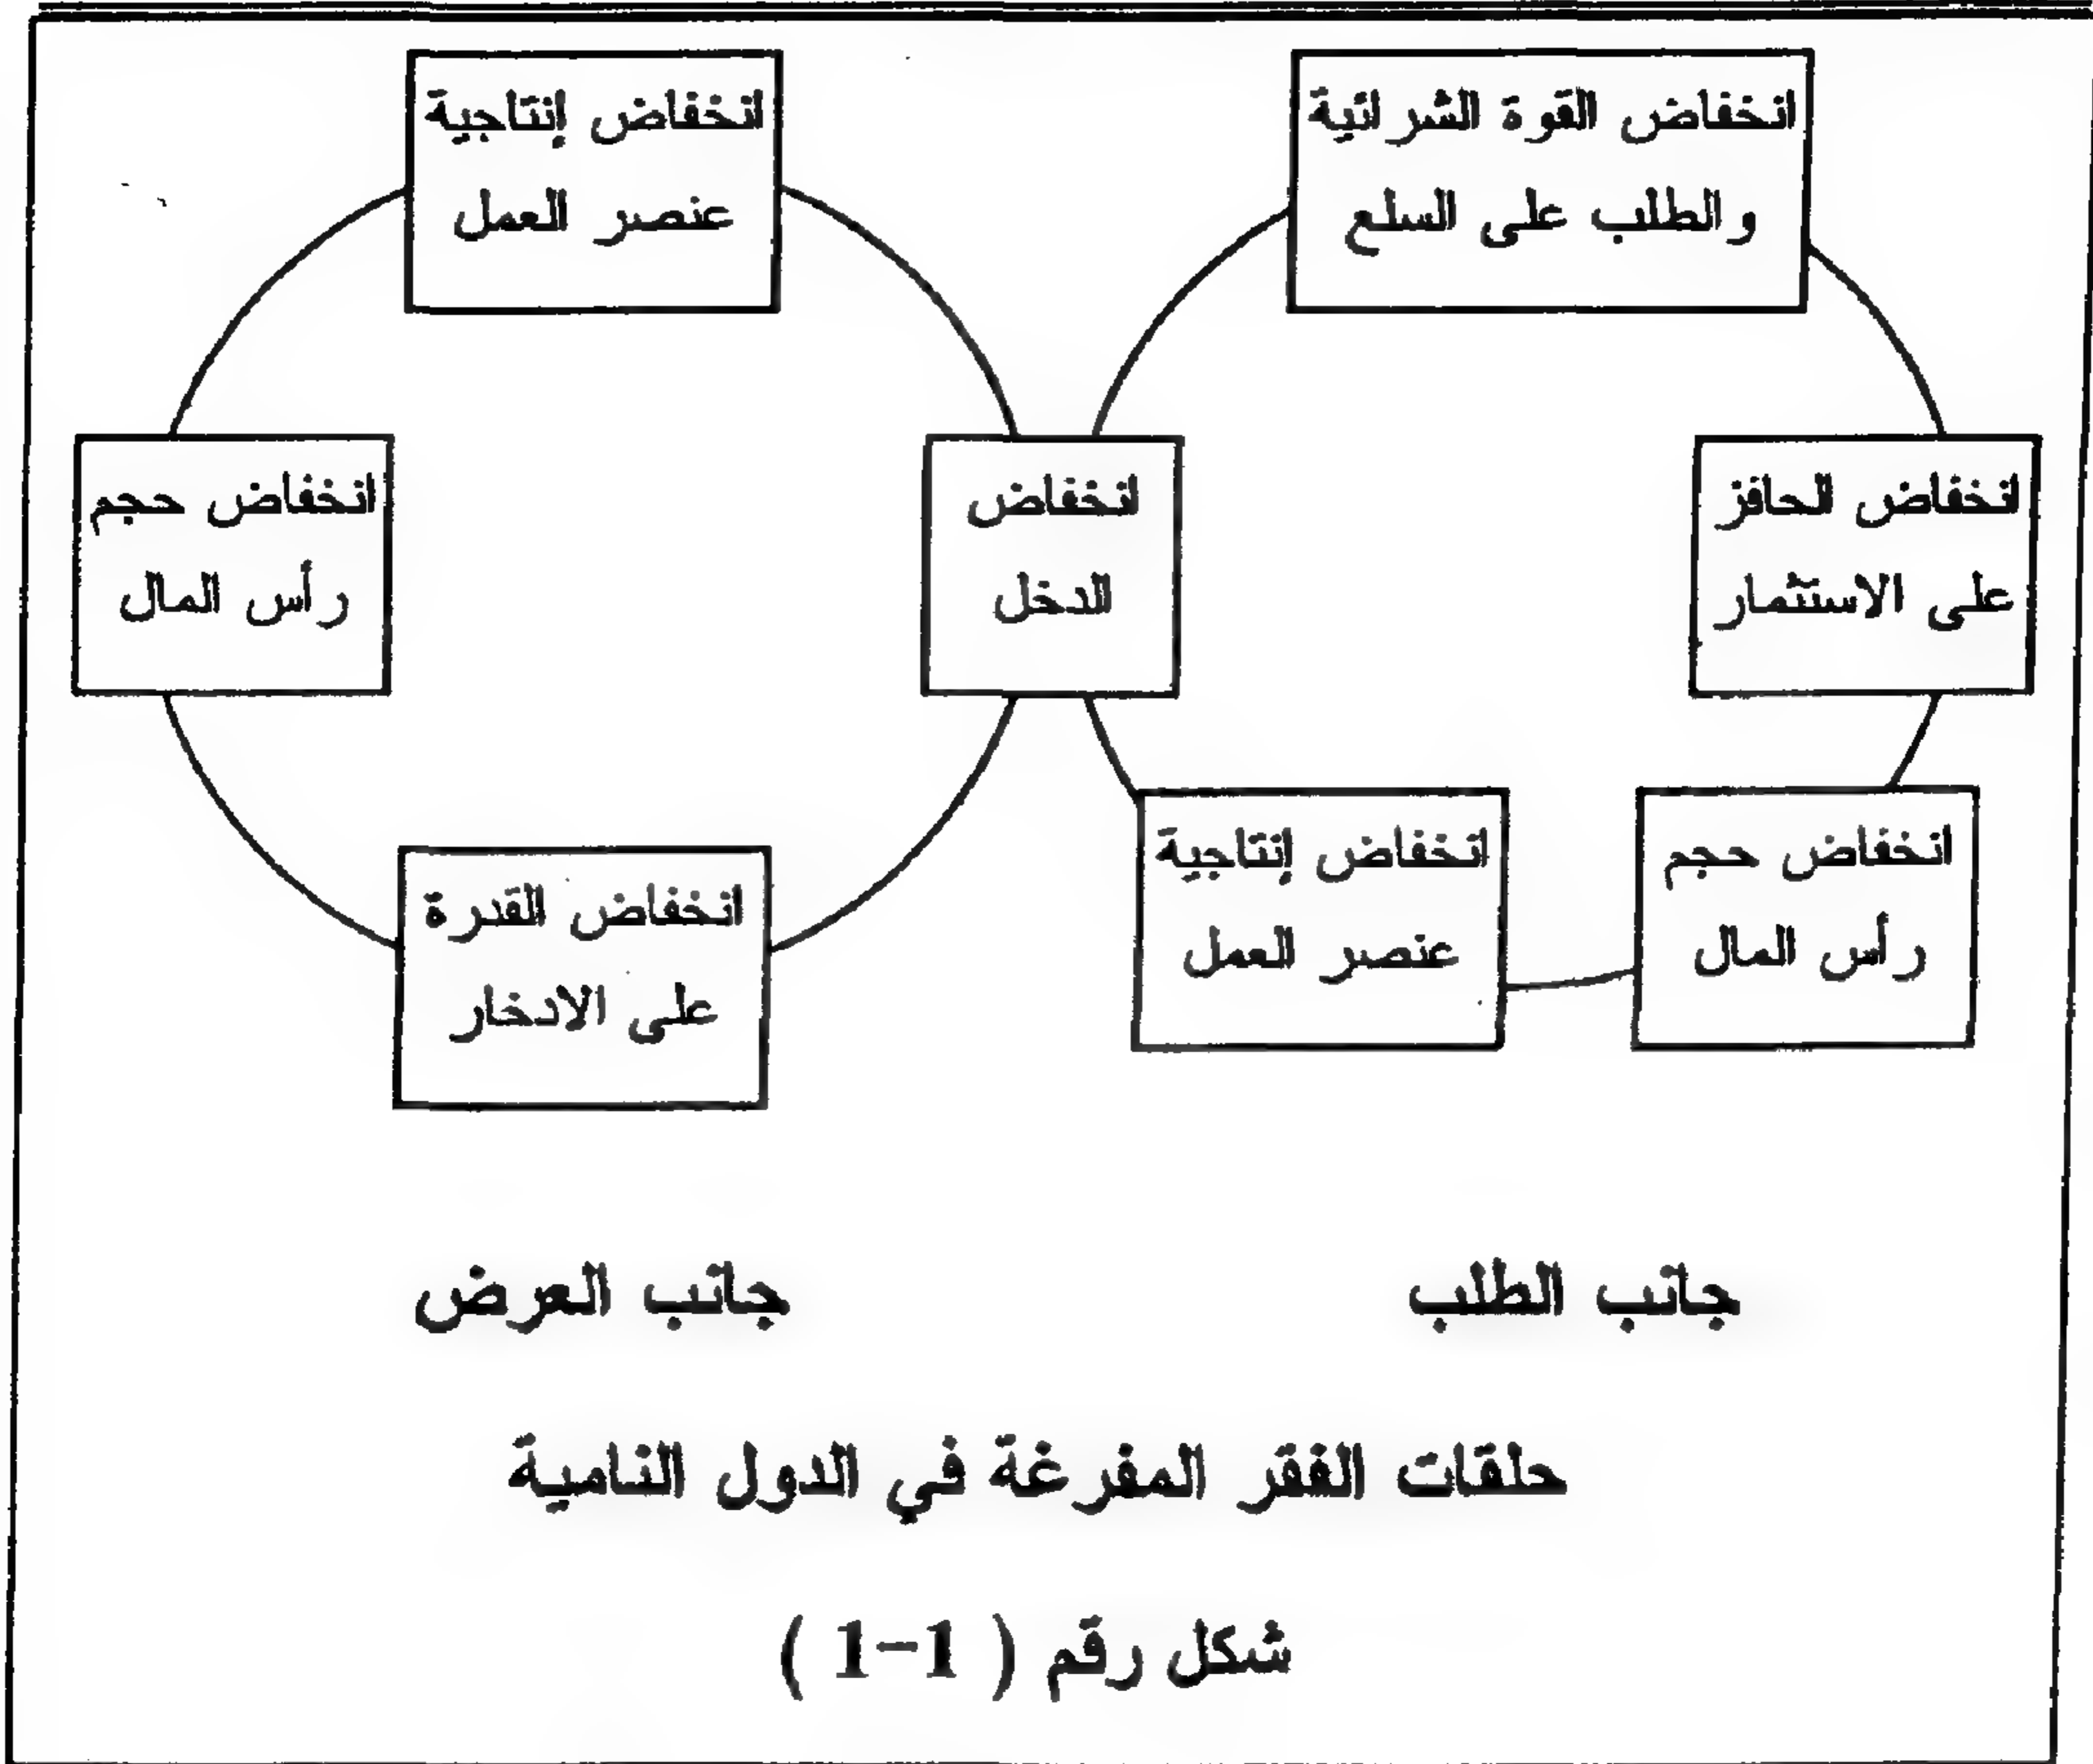 انخفاض القوة الشرائية
والطلب على السلع
انخفاض إنتاجية
عنصر العمل
انخفاض الحافز
على الاستثمار
انخفاض
الدخل
انخفاض حجم
رأس المال
انخفاض حجم
رأس المال
انخفاض إنتاجية
عنصر العمل
انخفاض القدرة
على الادخار
جانب الطلب
جانب العرض
حلقات الفقر المفرغة في الدول النامية
شكل رقم ( 1-1 )